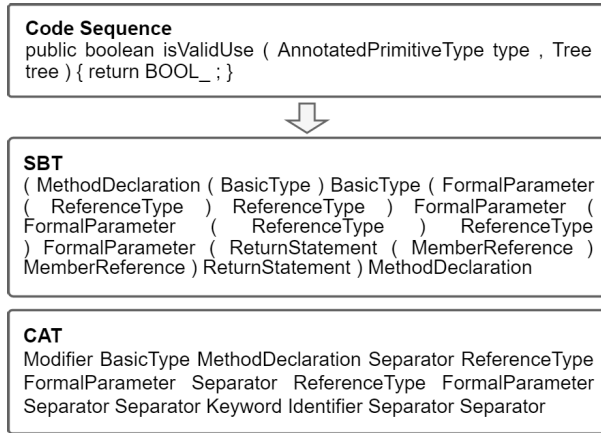 Code Sequence
public boolean isValidUse ( AnnotatedPrimitiveType type , Tree
tree ) { return BOOL_ ; }
SBT
( MethodDeclaration ( BasicType ) BasicType ( FormalParameter
( ReferenceType ) ReferenceType ) FormalParameter (
FormalParameter ( ReferenceType ) ReferenceType
) FormalParameter ( ReturnStatement ( MemberReference )
MemberReference ) ReturnStatement ) MethodDeclaration
CAT
Modifier BasicType MethodDeclaration Separator ReferenceType
FormalParameter Separator ReferenceType FormalParameter
Separator Separator Keyword Identifier Separator Separator